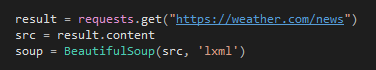 result = requests.get("https://weather.com/news")
src = result.content
soup = BeautifulSoup(src, 'lxml')